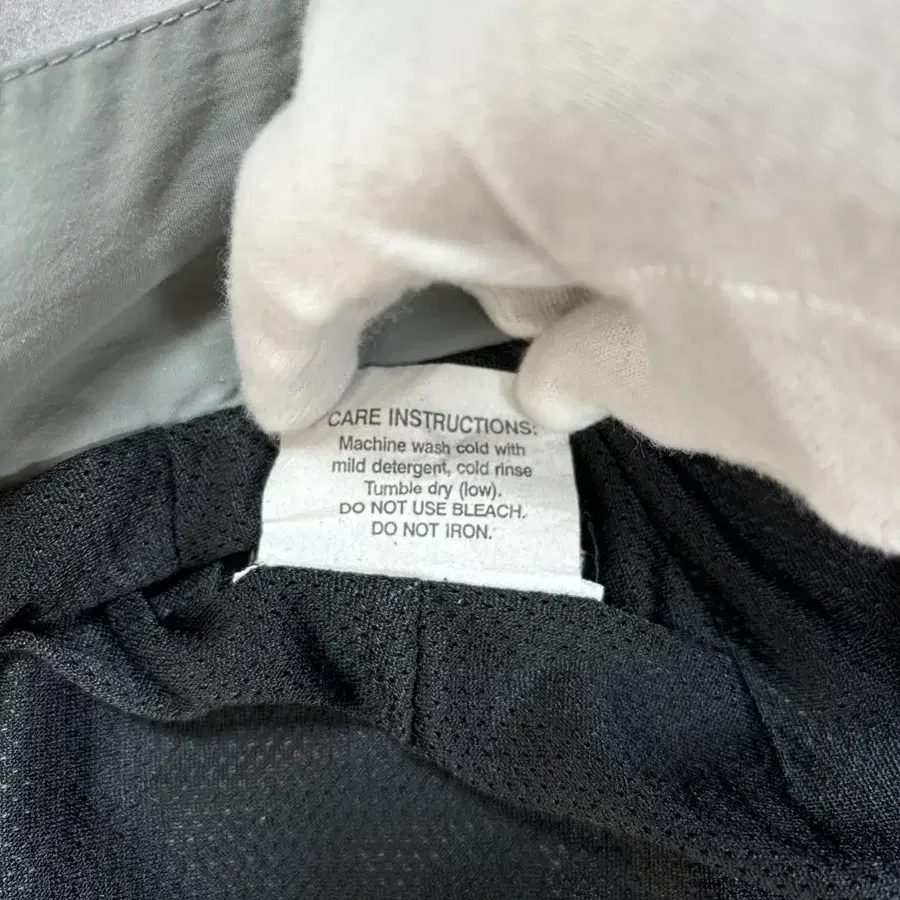 CARE INSTRUCTIONS:
Machine wash cold with
mild detergent, cold rinse
Tumble dry (low).
DO NOT USE BLEACH.
DO NOT IRON.